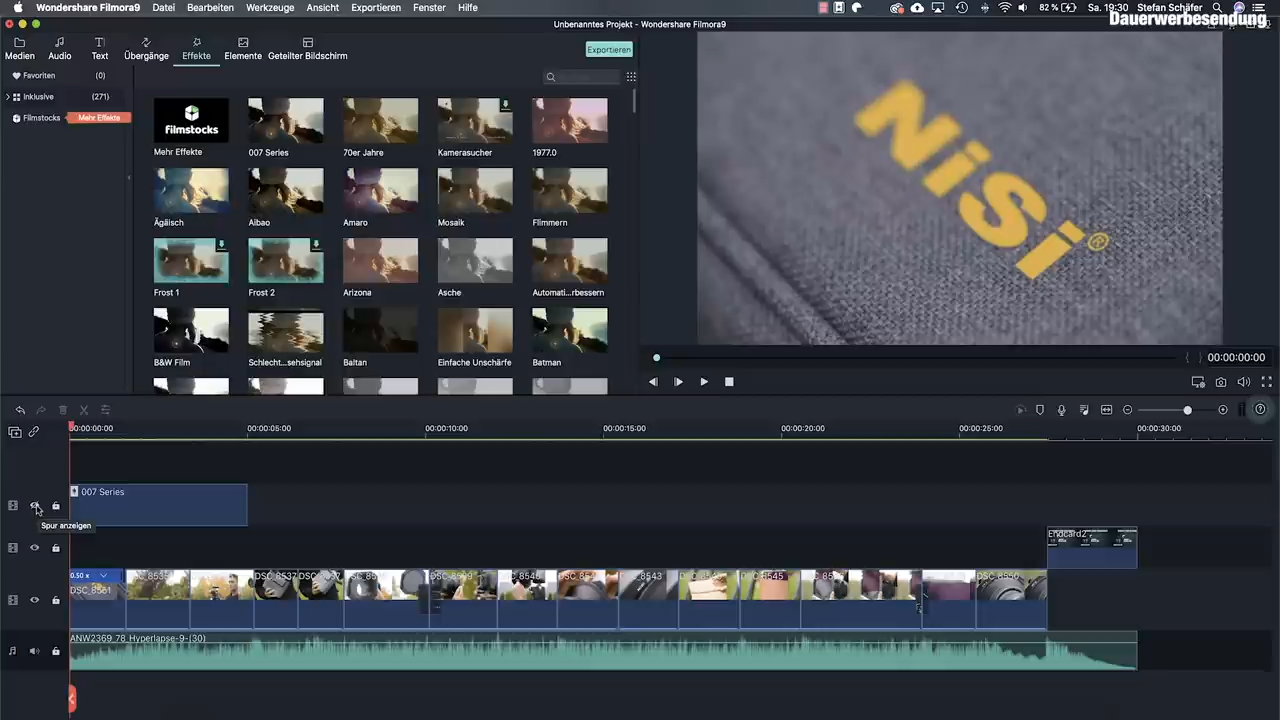 Wondershare Filmora9 Datei Bearbeiten Werkzeuge Ansicht Exportieren Fenster Hilfe 82 % Sa. 19:30 Stefan Schäfer
Unbenanntes Projekt - Wondershare Filmora9
Dauerwerbesendung
Medien Audio Text Übergänge Effekte Elemente Geteilter Bildschirm
Exportieren
Favoriten (0)
Inklusive (271)
Filmstocks Mehr Effekte
filmstocks
Mehr Effekte 007 Series 70er Jahre Kamerasucher 1977.0
Ägäisch Aibao Amaro Mosaik Flimmern
Frost 1 Frost 2 Arizona Asche Automati...rbessern
B&W Film Schlecht...sehsignal Baltan Einfache Unschärfe Batman
NiSi®
00:00:00:00
00:00:00:00 00:00:05:00 00:00:10:00 00:00:15:00 00:00:20:00 00:00:25:00 00:00:30:00
007 Series
Spur anzeigen
Endcard2
0.50 x
DSC_8561 DSC_8537 DSC_8543 DSC_8550
ANW2369_78_Hyperlapse-9-(30)